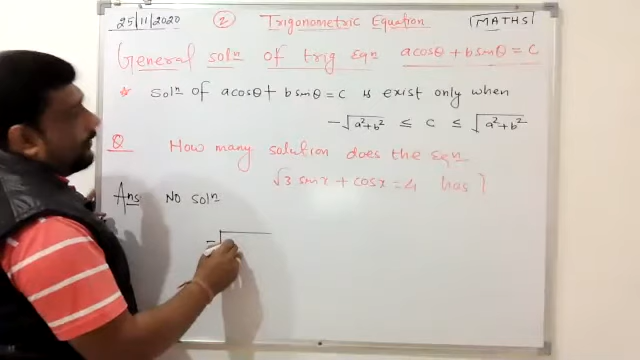 25/11/2020 ② Trigonometric Equation MATHS
General solⁿ of trig Eqn acosθ + bsinθ = c
* Solⁿ of acosθ + bsinθ = c is exist only when
-√a²+b² ≤ c ≤ √a²+b²
Q How many solution does the eqn
√3 sinx + cosx = 4 has ?
Ans No solⁿ
-√